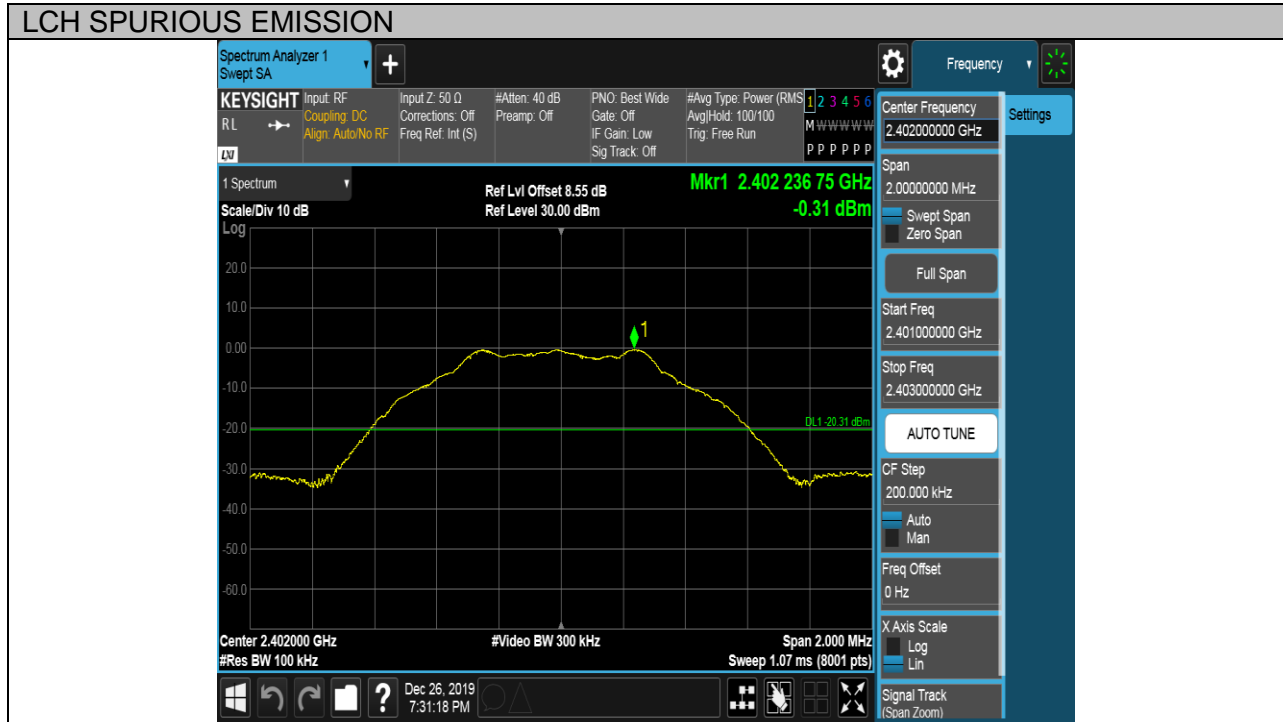 LCH SPURIOUS EMISSION
Spectrum Analyzer 1
Swept SA
+
Frequency
KEYSIGHT
RL
LXI
Input: RF
Coupling: DC
Align: Auto/No RF
Input Z: 50 Ω
Corrections: Off
Freq Ref: Int (S)
#Atten: 40 dB
Preamp: Off
PNO: Best Wide
Gate: Off
IF Gain: Low
Sig Track: Off
#Avg Type: Power (RMS
Avg|Hold: 100/100
Trig: Free Run
1 2 3 4 5 6
M W W W W W
P P P P P P
1 Spectrum
Scale/Div 10 dB
Ref Lvl Offset 8.55 dB
Ref Level 30.00 dBm
Mkr1 2.402 236 75 GHz
-0.31 dBm
Log
20.0
10.0
0.00
-10.0
-20.0
-30.0
-40.0
-50.0
-60.0
1
DL1 -20.31 dBm
Center 2.402000 GHz
#Res BW 100 kHz
#Video BW 300 kHz
Span 2.000 MHz
Sweep 1.07 ms (8001 pts)
Center Frequency
2.402000000 GHz
Settings
Span
2.00000000 MHz
Swept Span
Zero Span
Full Span
Start Freq
2.401000000 GHz
Stop Freq
2.403000000 GHz
AUTO TUNE
CF Step
200.000 kHz
Auto
Man
Freq Offset
0 Hz
X Axis Scale
Log
Lin
Signal Track
(Span Zoom)
?
Dec 26, 2019
7:31:18 PM